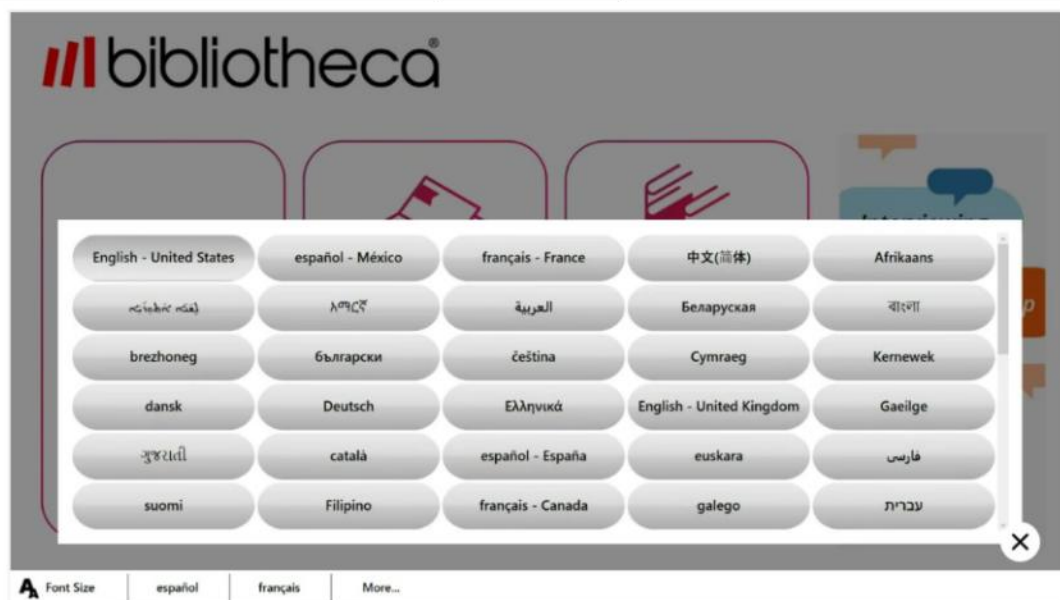 bibliotheca®
English - United States
español - México
français - France
中文(简体)
Afrikaans
አማርኛ
العربية
Беларуская
বাংলা
brezhoneg
български
čeština
Cymraeg
Kernewek
dansk
Deutsch
Ελληνικά
English - United Kingdom
Gaeilge
ગુજરાતી
català
español - España
euskara
فارسی
suomi
Filipino
français - Canada
galego
עברית
Font Size
español
français
More...